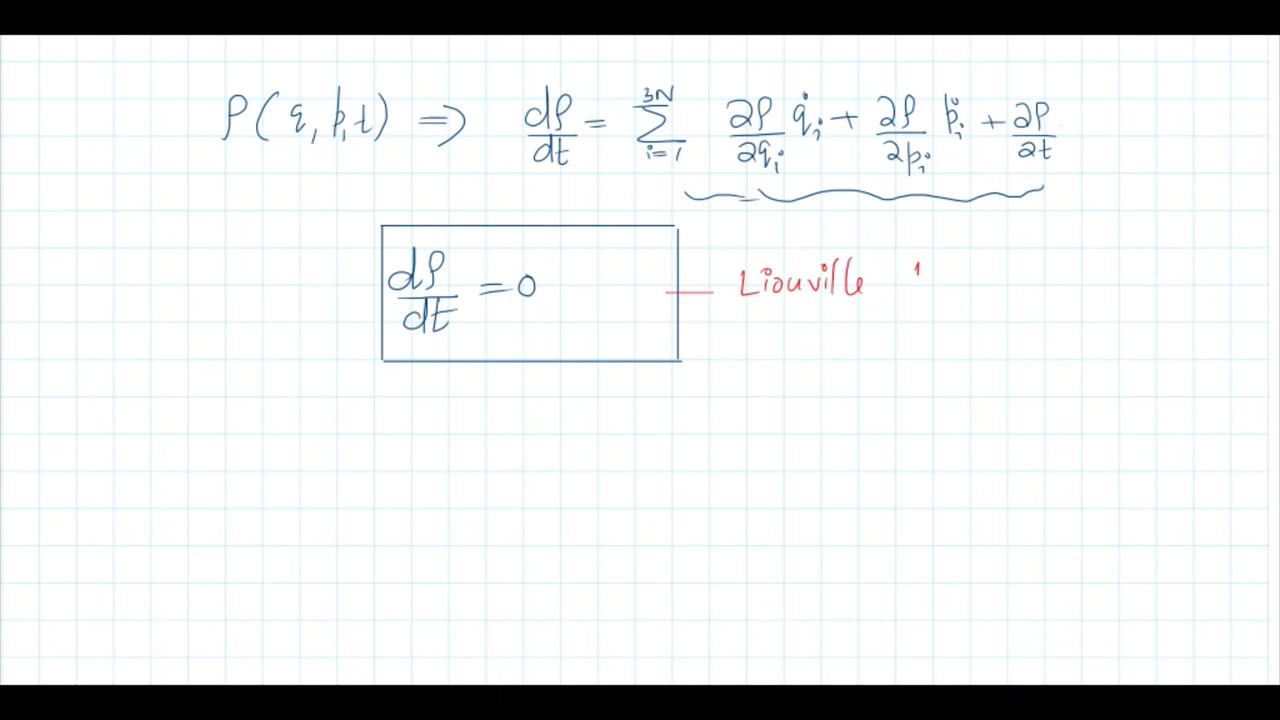 ρ(q, p, t) ⇒ dρ/dt = Σ_{i=1}^{3N} ∂ρ/∂q_i q̇_i + ∂ρ/∂p_i ṗ_i + ∂ρ/∂t
dρ/dt = 0 — Liouville '